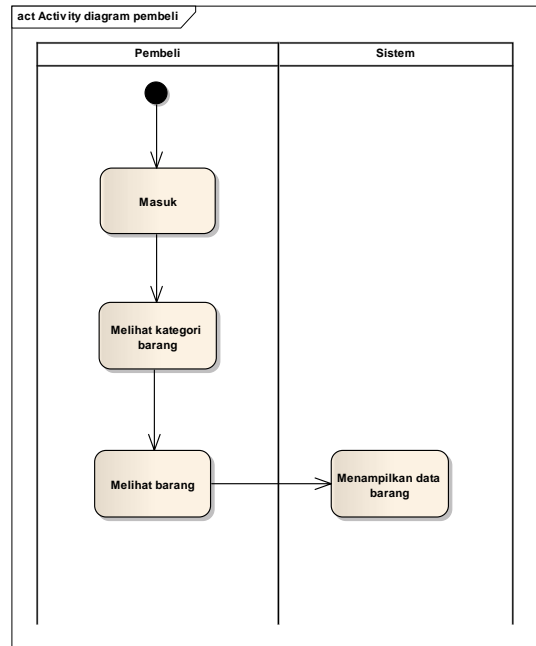 act Activity diagram pembeli
Pembeli
Sistem
Masuk
Melihat kategori
barang
Melihat barang
Menampilkan data
barang